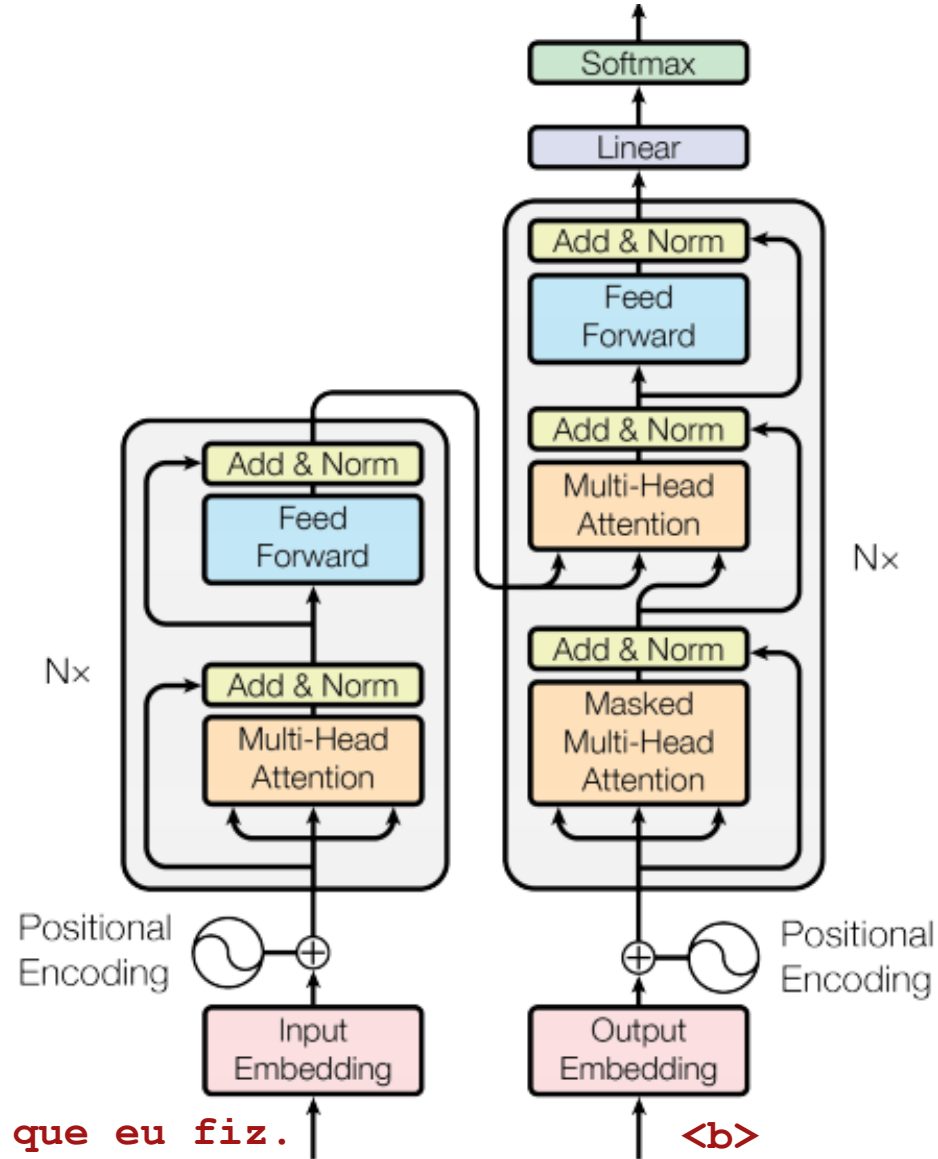 Softmax
Linear
Add & Norm
Feed
Forward
Add & Norm
Multi-Head
Attention
Nx
Add & Norm
Masked
Multi-Head
Attention
Add & Norm
Feed
Forward
Nx
Add & Norm
Multi-Head
Attention
Positional
Encoding
Positional
Encoding
Input
Embedding
Output
Embedding
que eu fiz.
<b>